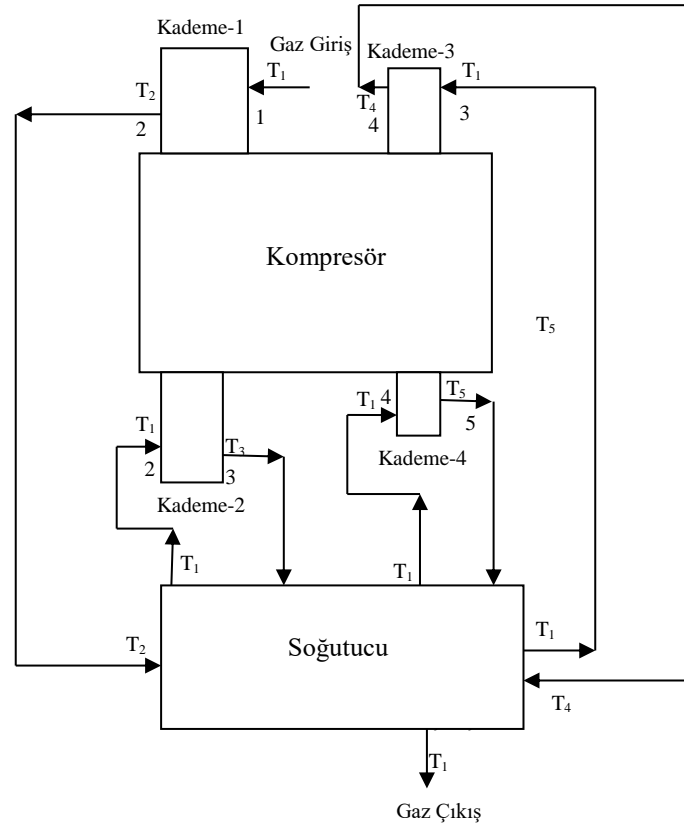 Kademe-1
Gaz Giriş
Kademe-3
T2
T1
T4
T1
2
1
4
3
Kompresör
T5
T1
4
T5
5
T1
2
T3
3
Kademe-4
Kademe-2
T1
T1
T2
Soğutucu
T1
T4
T1
Gaz Çıkış